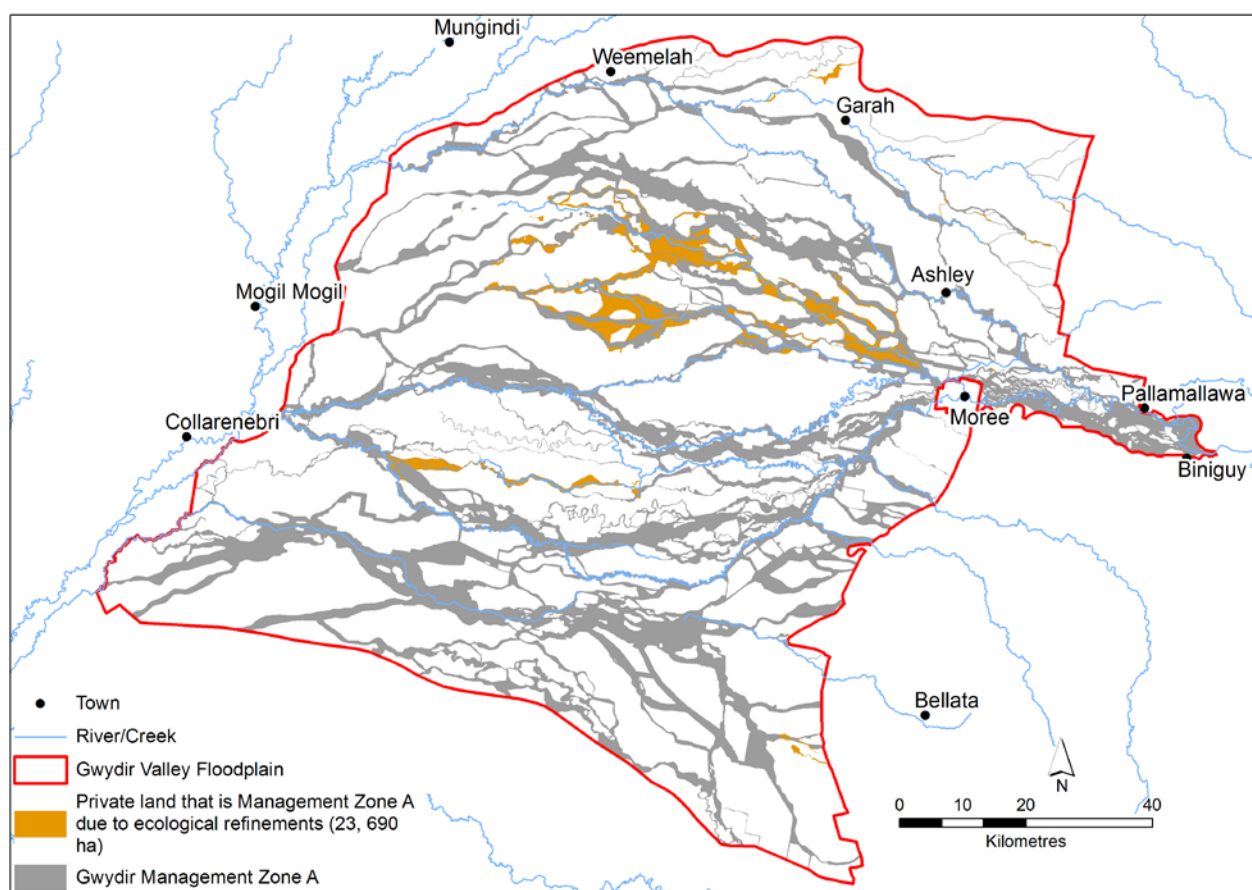 Mungindi
Weemelah
Garah
Ashley
Mogil Mogil
Pallamallawa
Moree
Collarenebri
Biniguy
Bellata
Town
River/Creek
Gwydir Valley Floodplain
Private land that is Management Zone A
due to ecological refinements (23, 690
ha)
Gwydir Management Zone A
N
0 10 20 40
Kilometres